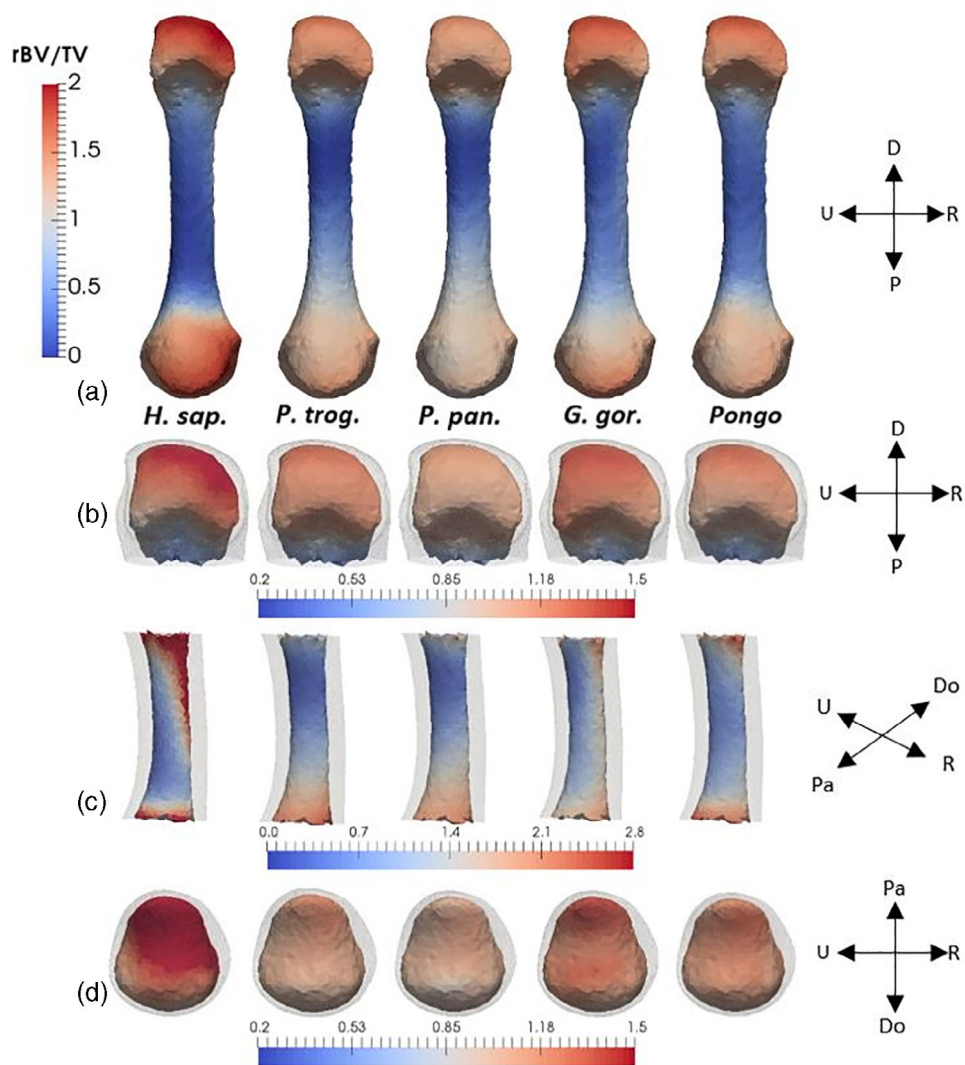 rBV/TV
2
1.5
1
0.5
0
D
U R
P
(a)
H. sap. P. trog. P. pan. G. gor. Pongo
D
U R
P
(b)
0.2 0.53 0.85 1.18 1.5
Do
U
R
Pa
(c)
0.0 0.7 1.4 2.1 2.8
Pa
U R
Do
(d)
0.2 0.53 0.85 1.18 1.5